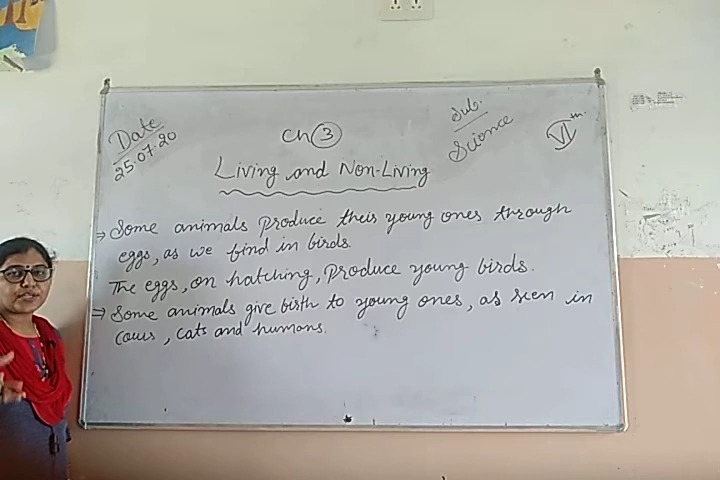 Date
25.07.20
Ch 3
Sub.
Science
VI th
Living and Non-Living
→ Some animals produce their young ones through
eggs, as we find in birds
The eggs, on hatching, produce young birds.
→ Some animals give birth to young ones, as seen in
cows, cats and humans.